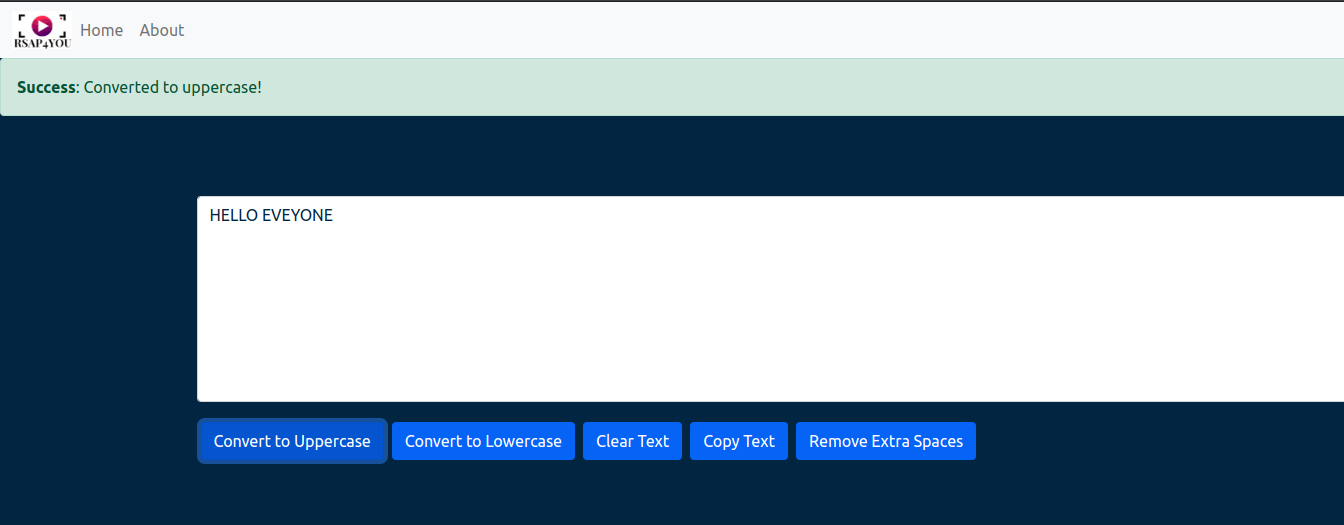 RSAP4YOU
Home About
Success: Converted to uppercase!
HELLO EVEYONE
Convert to Uppercase Convert to Lowercase Clear Text Copy Text Remove Extra Spaces